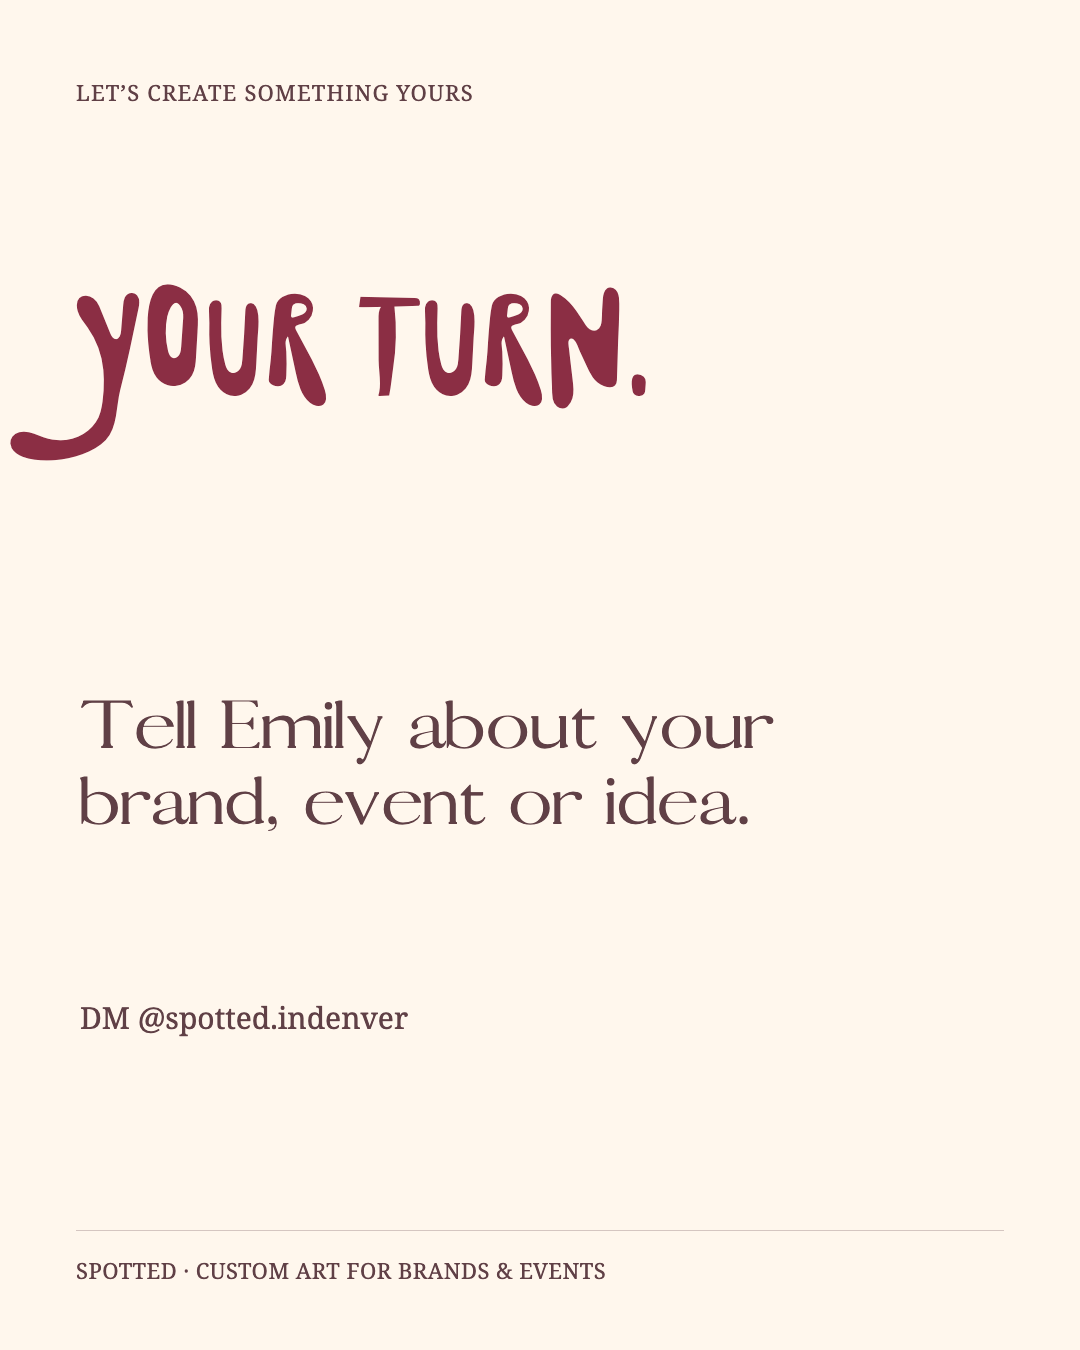 LET’S CREATE SOMETHING YOURS
yOUR TURN.
Tell Emily about your
brand, event or idea.
DM @spotted.indenver
SPOTTED · CUSTOM ART FOR BRANDS & EVENTS